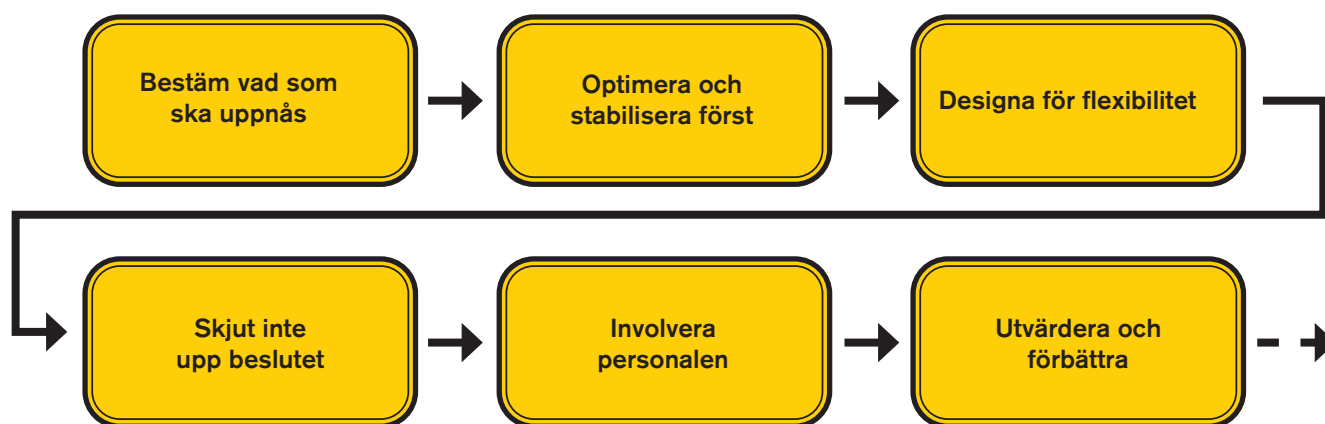 Bestäm vad som
ska uppnås
Optimera och
stabilisera först
Designa för flexibilitet
Skjut inte
upp beslutet
Involvera
personalen
Utvärdera och
förbättra